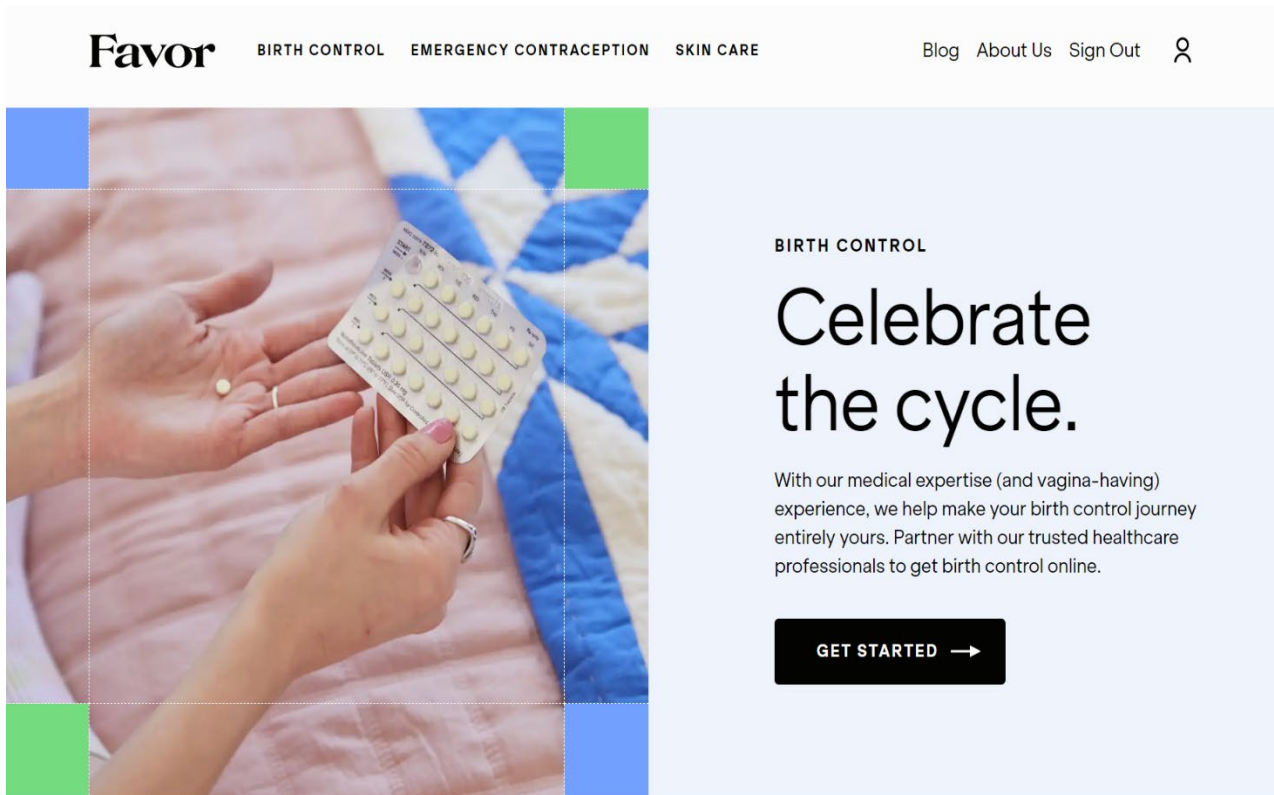 Favor
BIRTH CONTROL
EMERGENCY CONTRACEPTION
SKIN CARE
Blog
About Us
Sign Out
START
BIRTH CONTROL
Celebrate
the cycle.
With our medical expertise (and vagina-having)
experience, we help make your birth control journey
entirely yours. Partner with our trusted healthcare
professionals to get birth control online.
GET STARTED